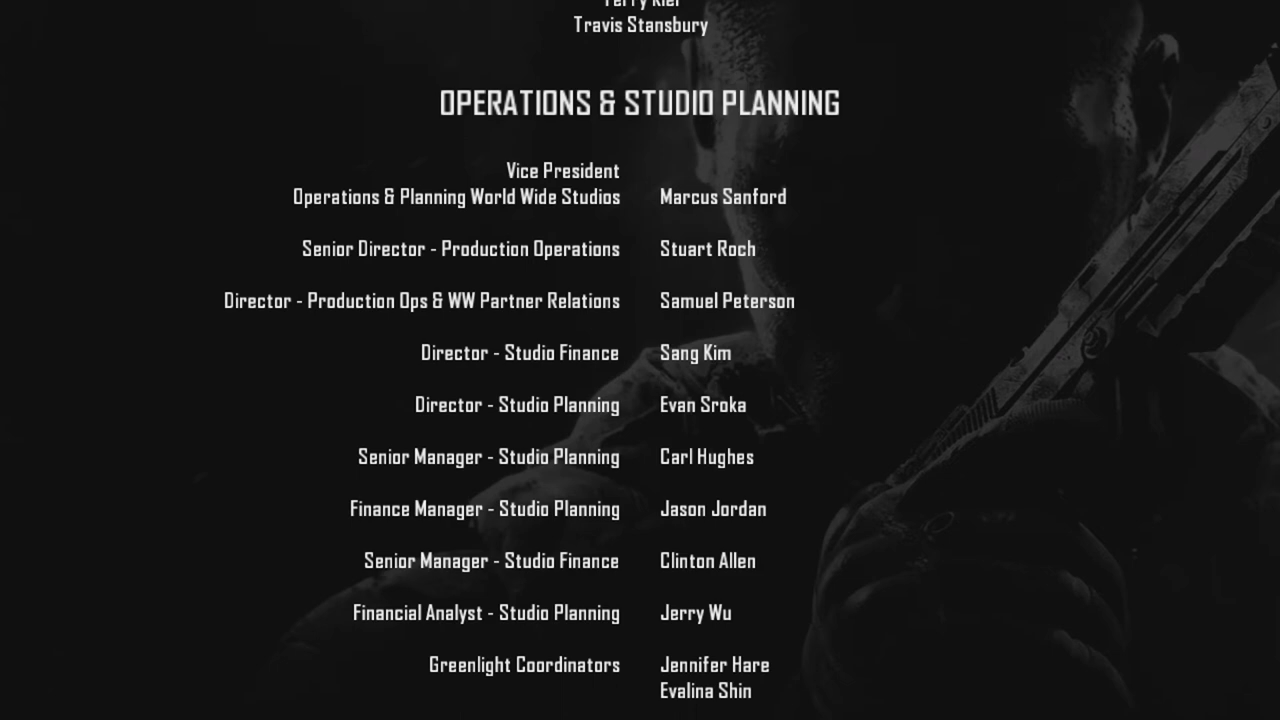 Travis Stansbury
OPERATIONS & STUDIO PLANNING
Vice President
Operations & Planning World Wide Studios Marcus Sanford
Senior Director - Production Operations Stuart Roch
Director - Production Ops & WW Partner Relations Samuel Peterson
Director - Studio Finance Sang Kim
Director - Studio Planning Evan Sroka
Senior Manager - Studio Planning Carl Hughes
Finance Manager - Studio Planning Jason Jordan
Senior Manager - Studio Finance Clinton Allen
Financial Analyst - Studio Planning Jerry Wu
Greenlight Coordinators Jennifer Hare
Evalina Shin